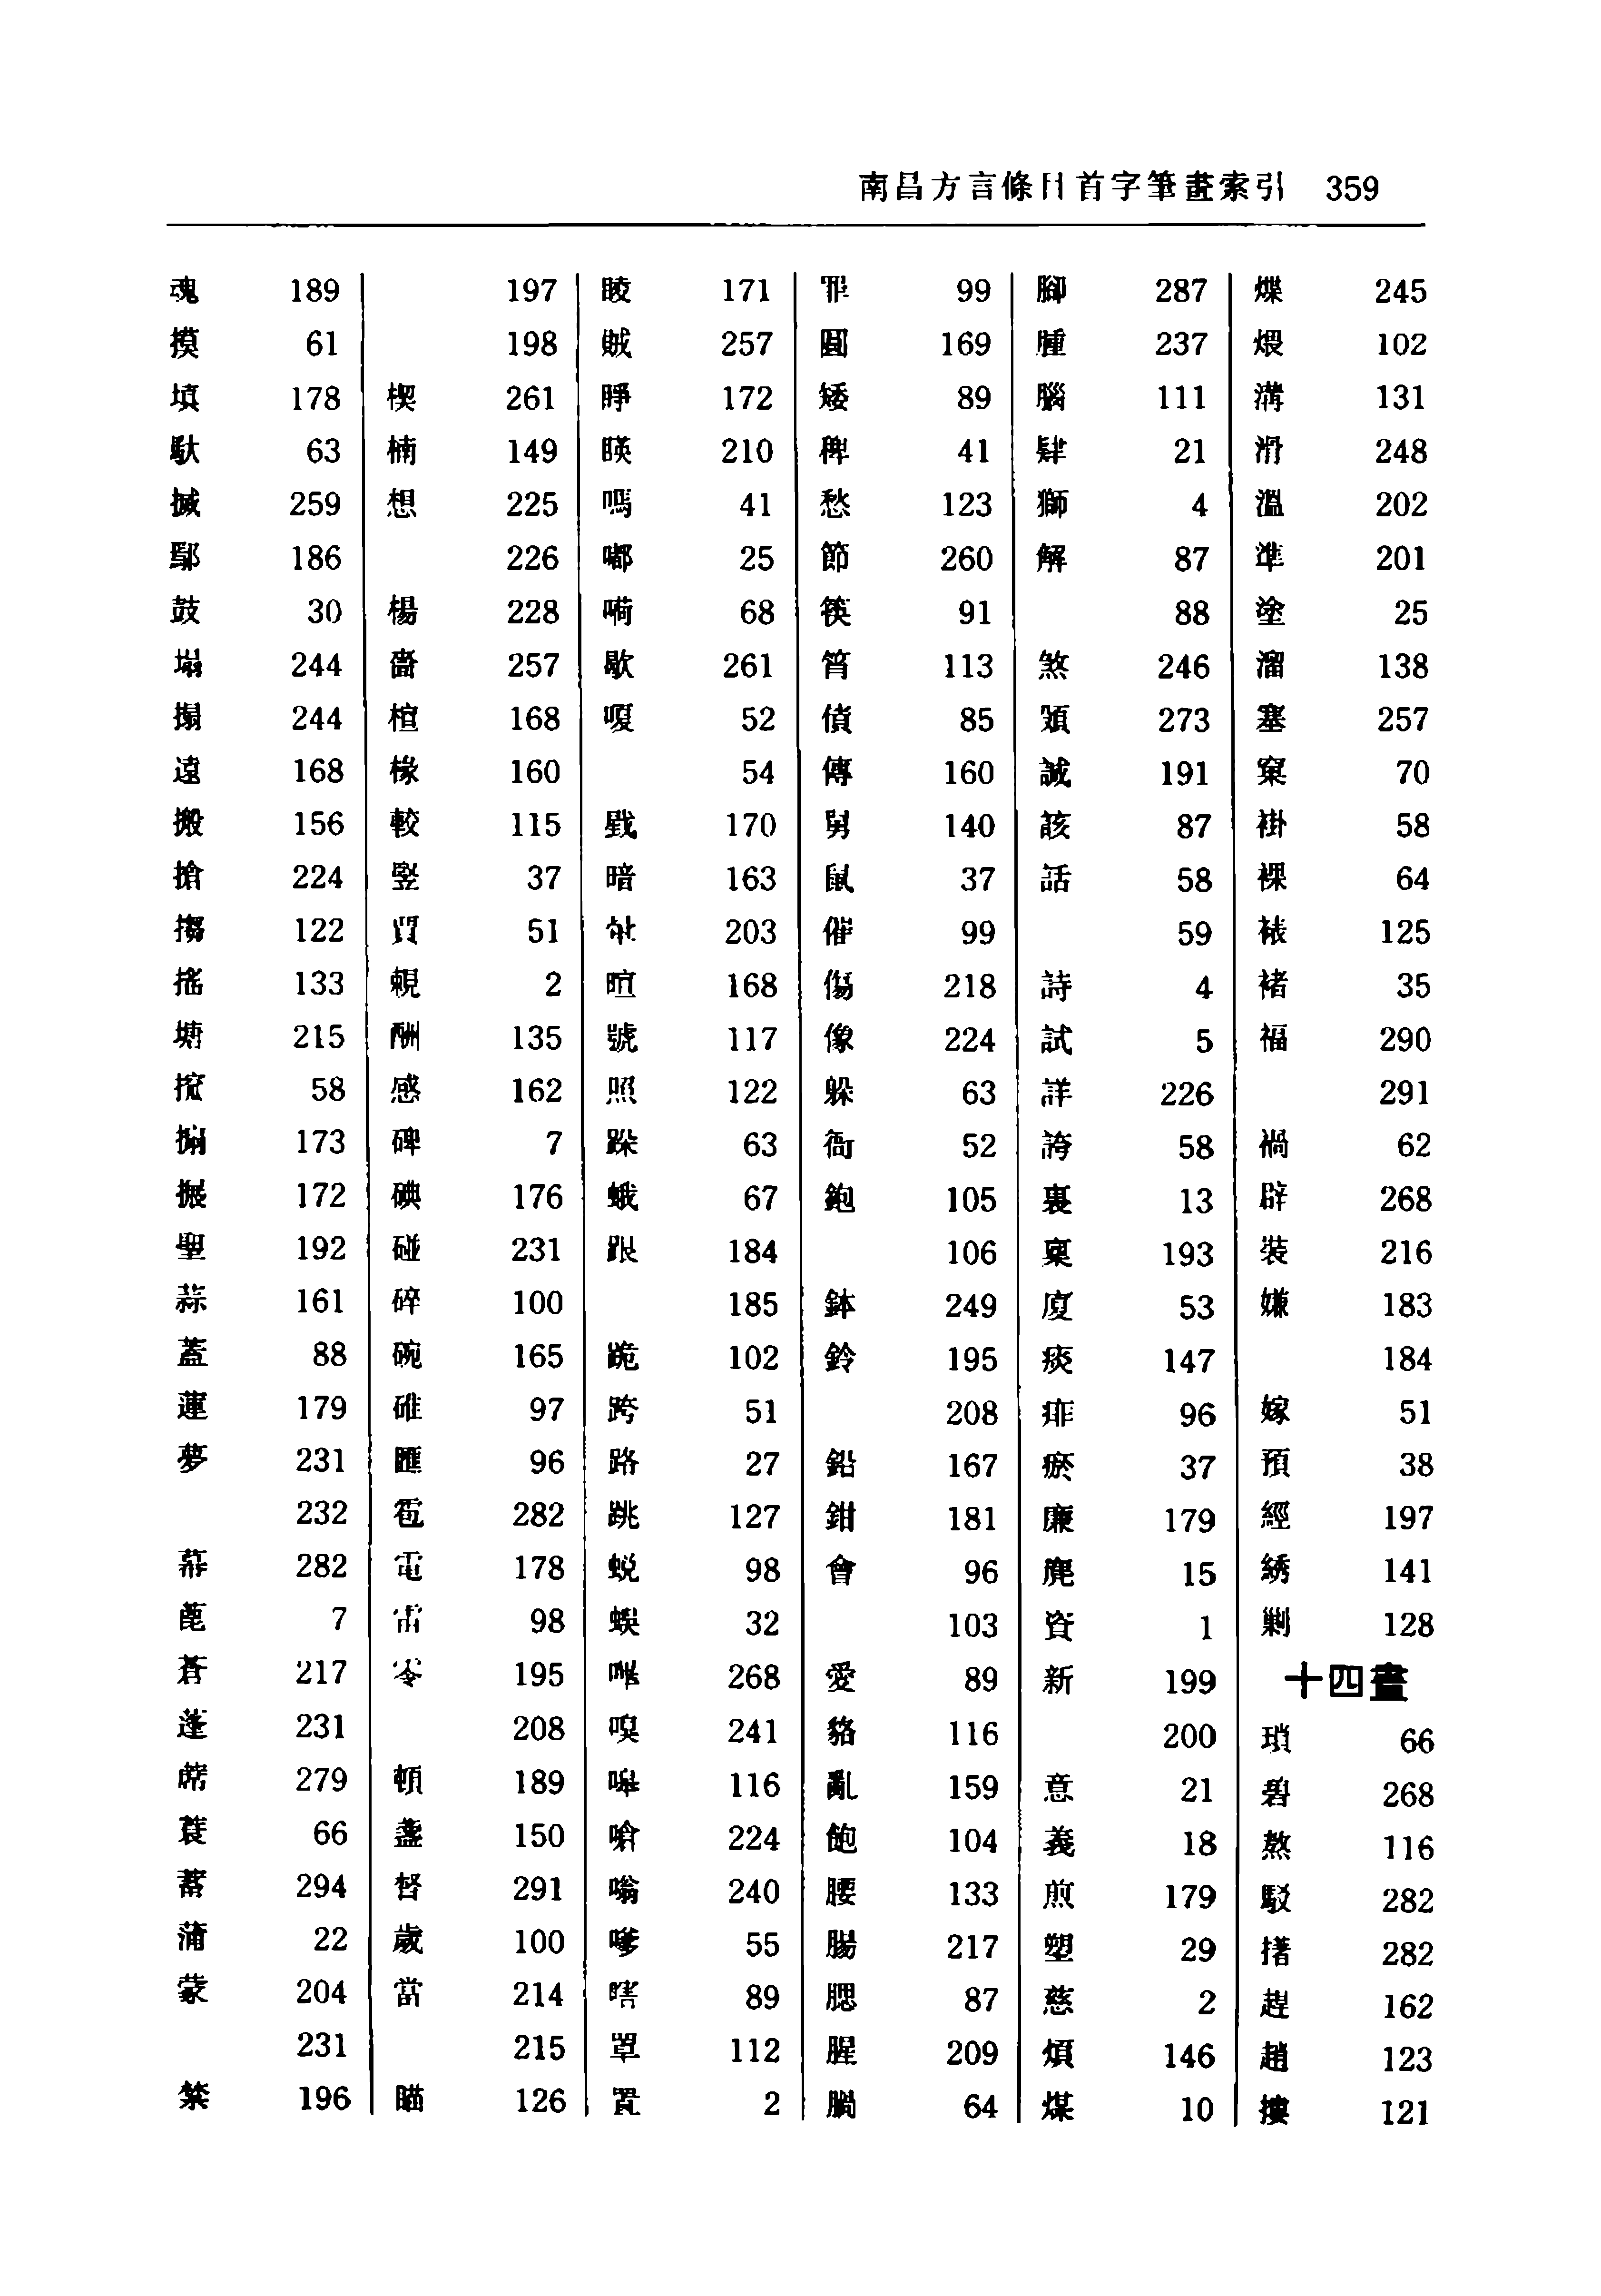 南昌方言條目首字筆畫索引 359
魂 189
摸 61
填 178
馱 63
搣 259
鄢 186
鼓 30
塌 244
搨 244
遠 168
搬 156
搶 224
搊 122
搖 133
塘 215
挖 58
搠 173
搌 172
聖 192
蒜 161
蓋 88
蓮 179
夢 231
232
幕 282
蓖 7
蒼 217
蓬 231
蓆 279
蓑 66
蓄 294
蒲 22
蒙 204
231
禁 196
197
198
楔 261
楠 149
想 225
226
楊 228
嗇 257
楦 168
椽 160
較 115
竪 37
賈 51
覡 2
酬 135
感 162
碑 7
碘 176
碰 231
碎 100
碗 165
碓 97
匯 96
雹 282
電 178
雷 98
零 195
208
頓 189
盞 150
督 291
歲 100
當 214
215
瞄 126
睖 171
賊 257
睜 172
暎 210
嗎 41
嘟 25
嗬 68
歇 261
嗄 52
54
戥 170
暗 163
203
暄 168
號 117
照 122
跺 63
蛾 67
跟 184
185
跪 102
跨 51
路 27
跳 127
蜕 98
蜈 32
268
嗅 241
嗥 116
嗆 224
嗡 240
嗲 55
嗐 89
罩 112
置 2
罪 99
圓 169
矮 89
稗 41
愁 123
節 260
筷 91
筲 113
債 85
傳 160
舅 140
鼠 37
催 99
傷 218
像 224
躲 63
衙 52
鉋 105
106
鉢 249
鈴 195
208
鉛 167
鉗 181
會 96
103
愛 89
貉 116
亂 159
飽 104
腰 133
腸 217
腮 87
腥 209
腡 64
腳 287
腫 237
腦 111
肆 21
獅 4
解 87
88
煞 246
頹 273
誠 191
該 87
話 58
59
詩 4
試 5
詳 226
誇 58
裏 13
稟 193
廈 53
痰 147
痱 96
瘀 37
廉 179
麂 15
資 1
新 199
200
意 21
義 18
煎 179
塑 29
慈 2
煩 146
煤 10
煠 245
煨 102
溝 131
滑 248
溫 202
準 201
塗 25
溜 138
塞 257
窠 70
褂 58
裸 64
裱 125
褚 35
福 290
291
禍 62
辟 268
裝 216
嫌 183
184
嫁 51
預 38
經 197
綉 141
剿 128
十四畫
瑣 66
碧 268
熬 116
駁 282
撯 282
趕 162
趙 123
摟 121